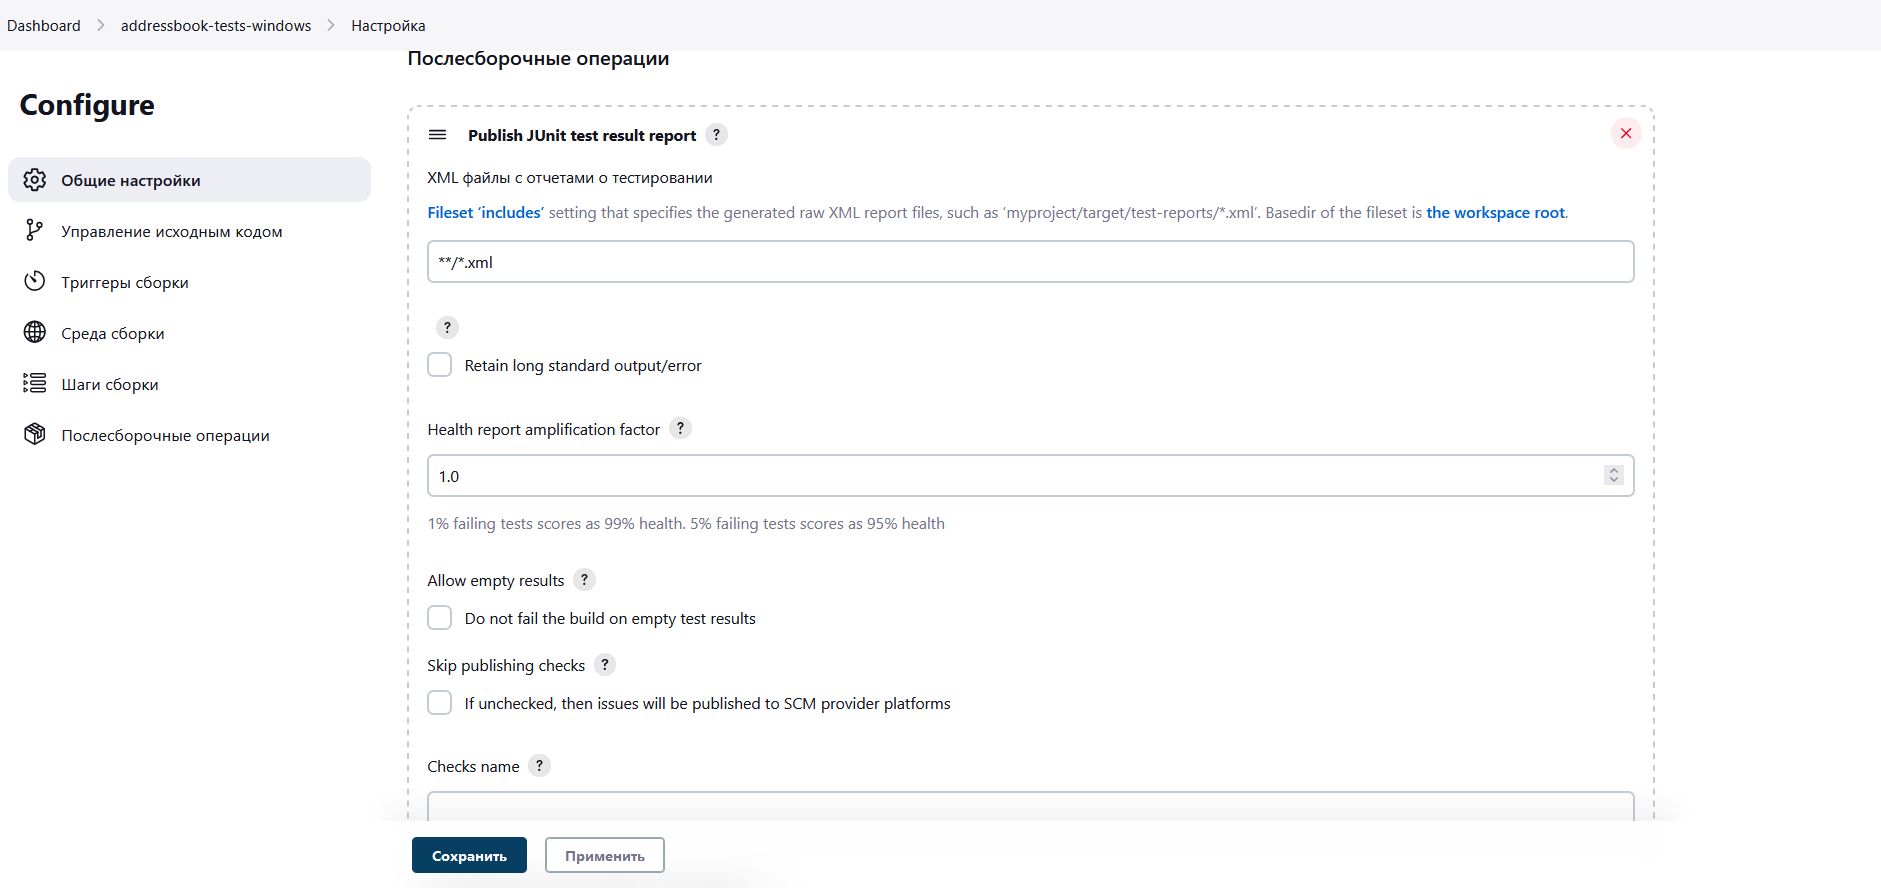 Dashboard > addressbook-tests-windows > Настройка
Configure
Общие настройки
Управление исходным кодом
Триггеры сборки
Среда сборки
Шаги сборки
Послесборочные операции
Послесборочные операции
Publish JUnit test result report ?
XML файлы с отчетами о тестировании
Fileset ‘includes’ setting that specifies the generated raw XML report files, such as ‘myproject/target/test-reports/*.xml’. Basedir of the fileset is the workspace root.
**/*.xml
?
Retain long standard output/error
Health report amplification factor ?
1.0
1% failing tests scores as 99% health. 5% failing tests scores as 95% health
Allow empty results ?
Do not fail the build on empty test results
Skip publishing checks ?
If unchecked, then issues will be published to SCM provider platforms
Checks name ?
Сохранить
Применить